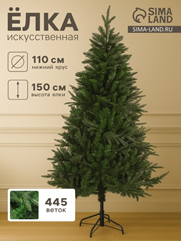 ЁЛКА
искусственная
SIMA
LAND
SIMA-LAND.RU
110 см
нижний ярус
150 см
высота елки
445
веток